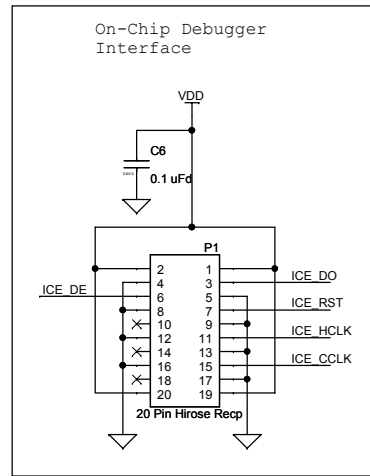 On-Chip Debugger
Interface
VDD
C6
0.1 uFd
P1
2 1
4 3
ICE_DO
ICE_DE
6 5
8 7
ICE_RST
10 9
12 11
ICE_HCLK
14 13
16 15
ICE_CCLK
18 17
20 19
20 Pin Hirose Recp